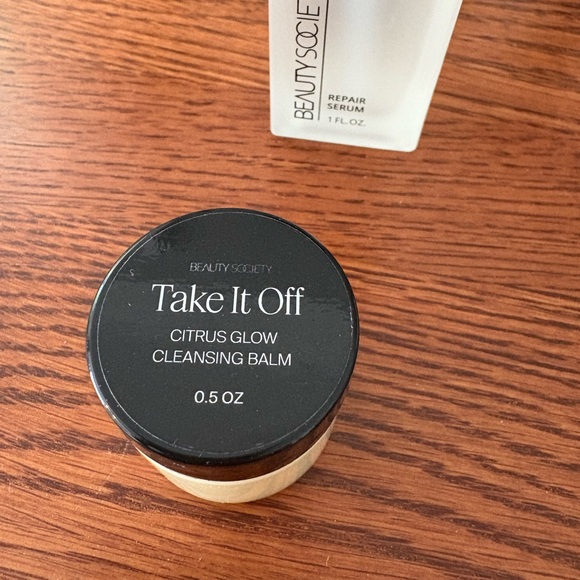 BEAUTY SOCIETY
REPAIR
SERUM
1 FL.OZ.
BEAUTY SOCIETY
Take It Off
CITRUS GLOW
CLEANSING BALM
0.5 OZ